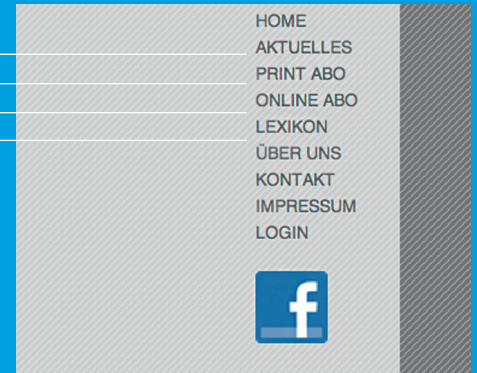 HOME
AKTUELLES
PRINT ABO
ONLINE ABO
LEXIKON
ÜBER UNS
KONTAKT
IMPRESSUM
LOGIN
f